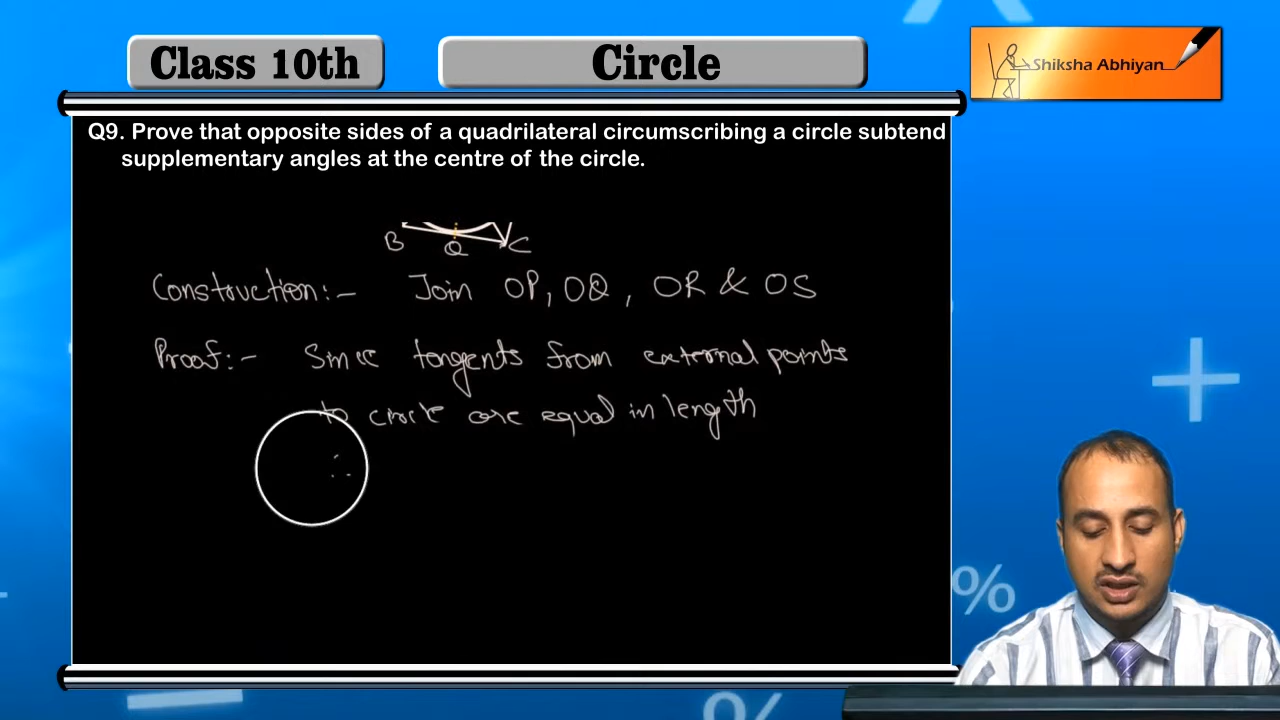 Class 10th
Circle
Shiksha Abhiyan
Q9. Prove that opposite sides of a quadrilateral circumscribing a circle subtend
supplementary angles at the centre of the circle.
B Q C
Construction:- Join OP, OQ, OR & OS
Proof:- Since tangents from external points
to circle are equal in length
∴
%
%